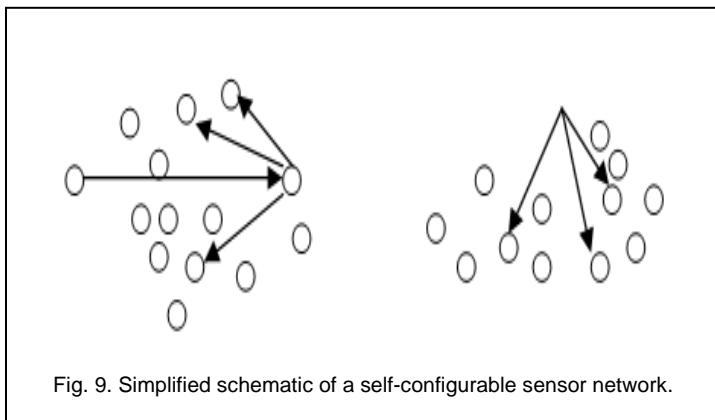 Fig. 9. Simplified schematic of a self-configurable sensor network.